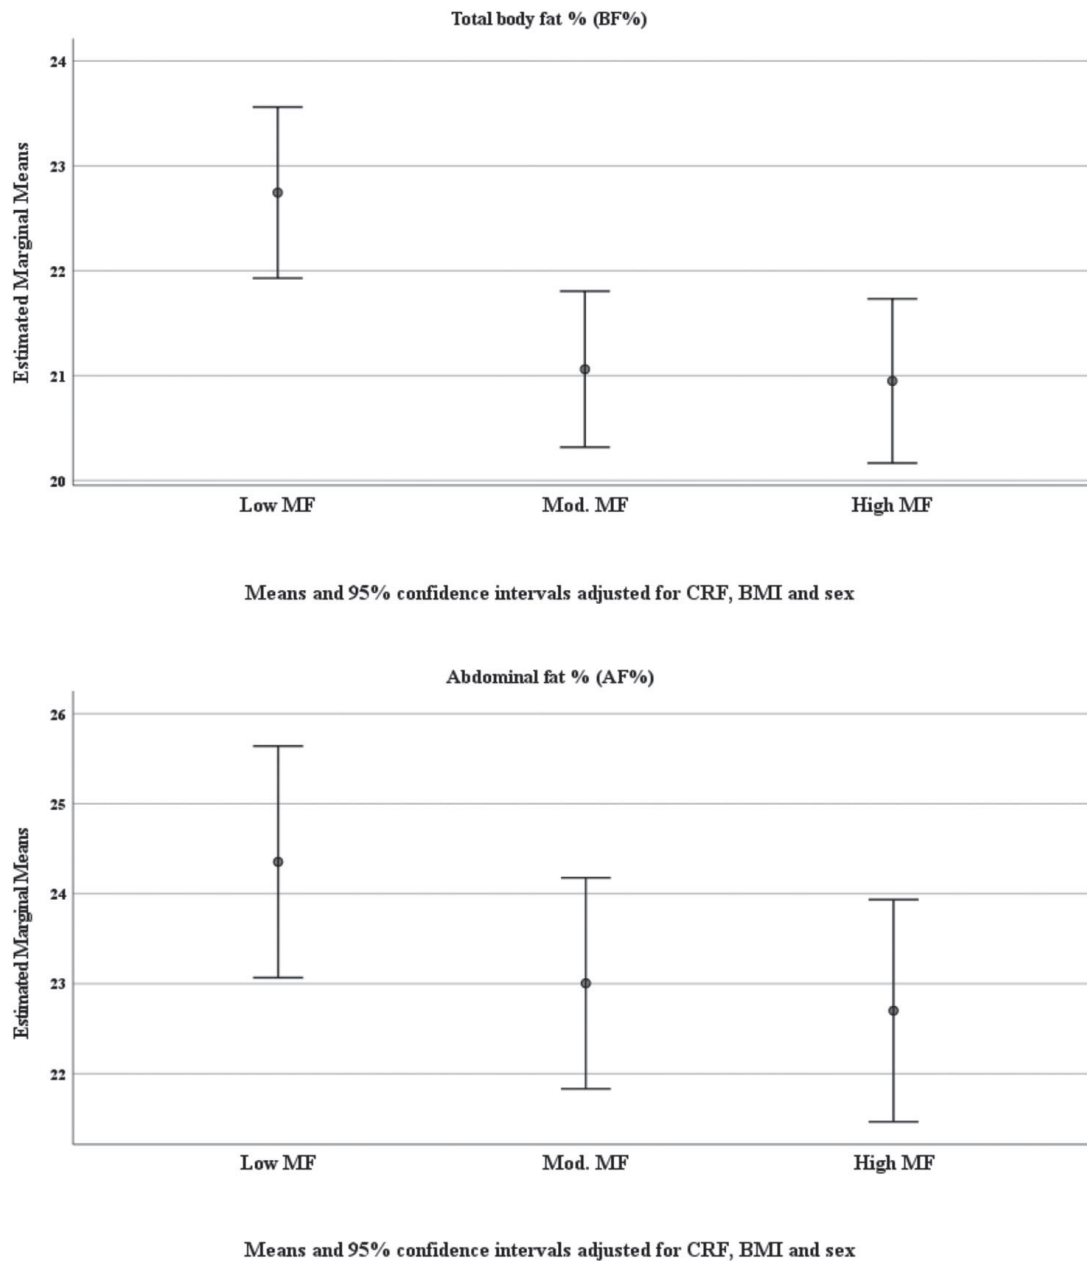 Total body fat % (BF%)
Estimated Marginal Means
24
23
22
21
20
Low MF
Mod. MF
High MF
Means and 95% confidence intervals adjusted for CRF, BMI and sex
Abdominal fat % (AF%)
Estimated Marginal Means
26
25
24
23
22
Low MF
Mod. MF
High MF
Means and 95% confidence intervals adjusted for CRF, BMI and sex